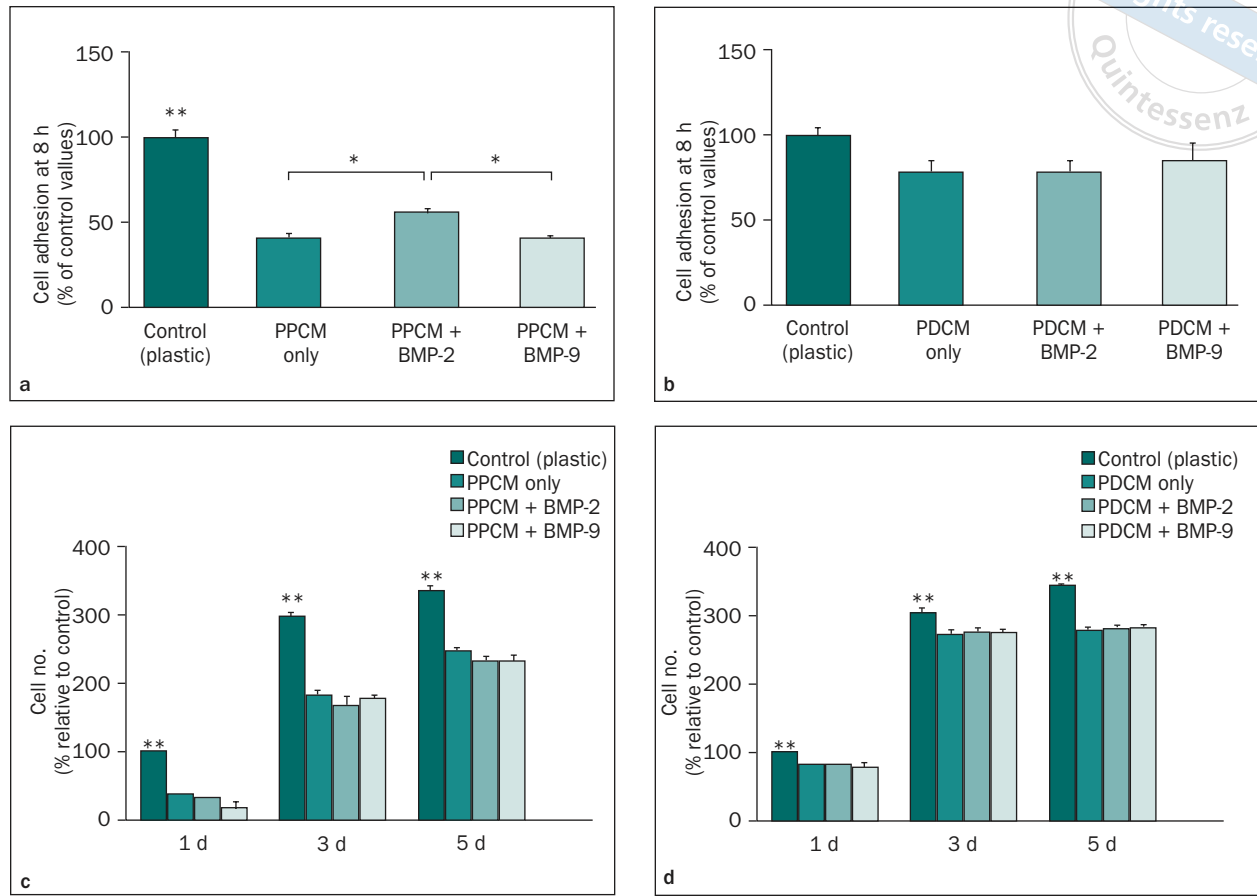 ghts rese
Quintessenz
150
100
50
0
Cell adhesion at 8 h
(% of control vallues)
**
*
*
Control
(plastic)
PPCM
only
PPCM +
BMP-2
PPCM +
BMP-9
a
150
100
50
0
Cell adhesion at 8 h
(% of control vallues)
Control
(plastic)
PDCM
only
PDCM +
BMP-2
PDCM +
BMP-9
b
Control (plastic)
PPCM only
PPCM + BMP-2
PPCM + BMP-9
400
300
200
100
0
Cell no.
(% relative to control)
**
**
**
1 d
3 d
5 d
c
Control (plastic)
PDCM only
PDCM + BMP-2
PDCM + BMP-9
400
300
200
100
0
Cell no.
(% relative to control)
**
**
**
1 d
3 d
5 d
d